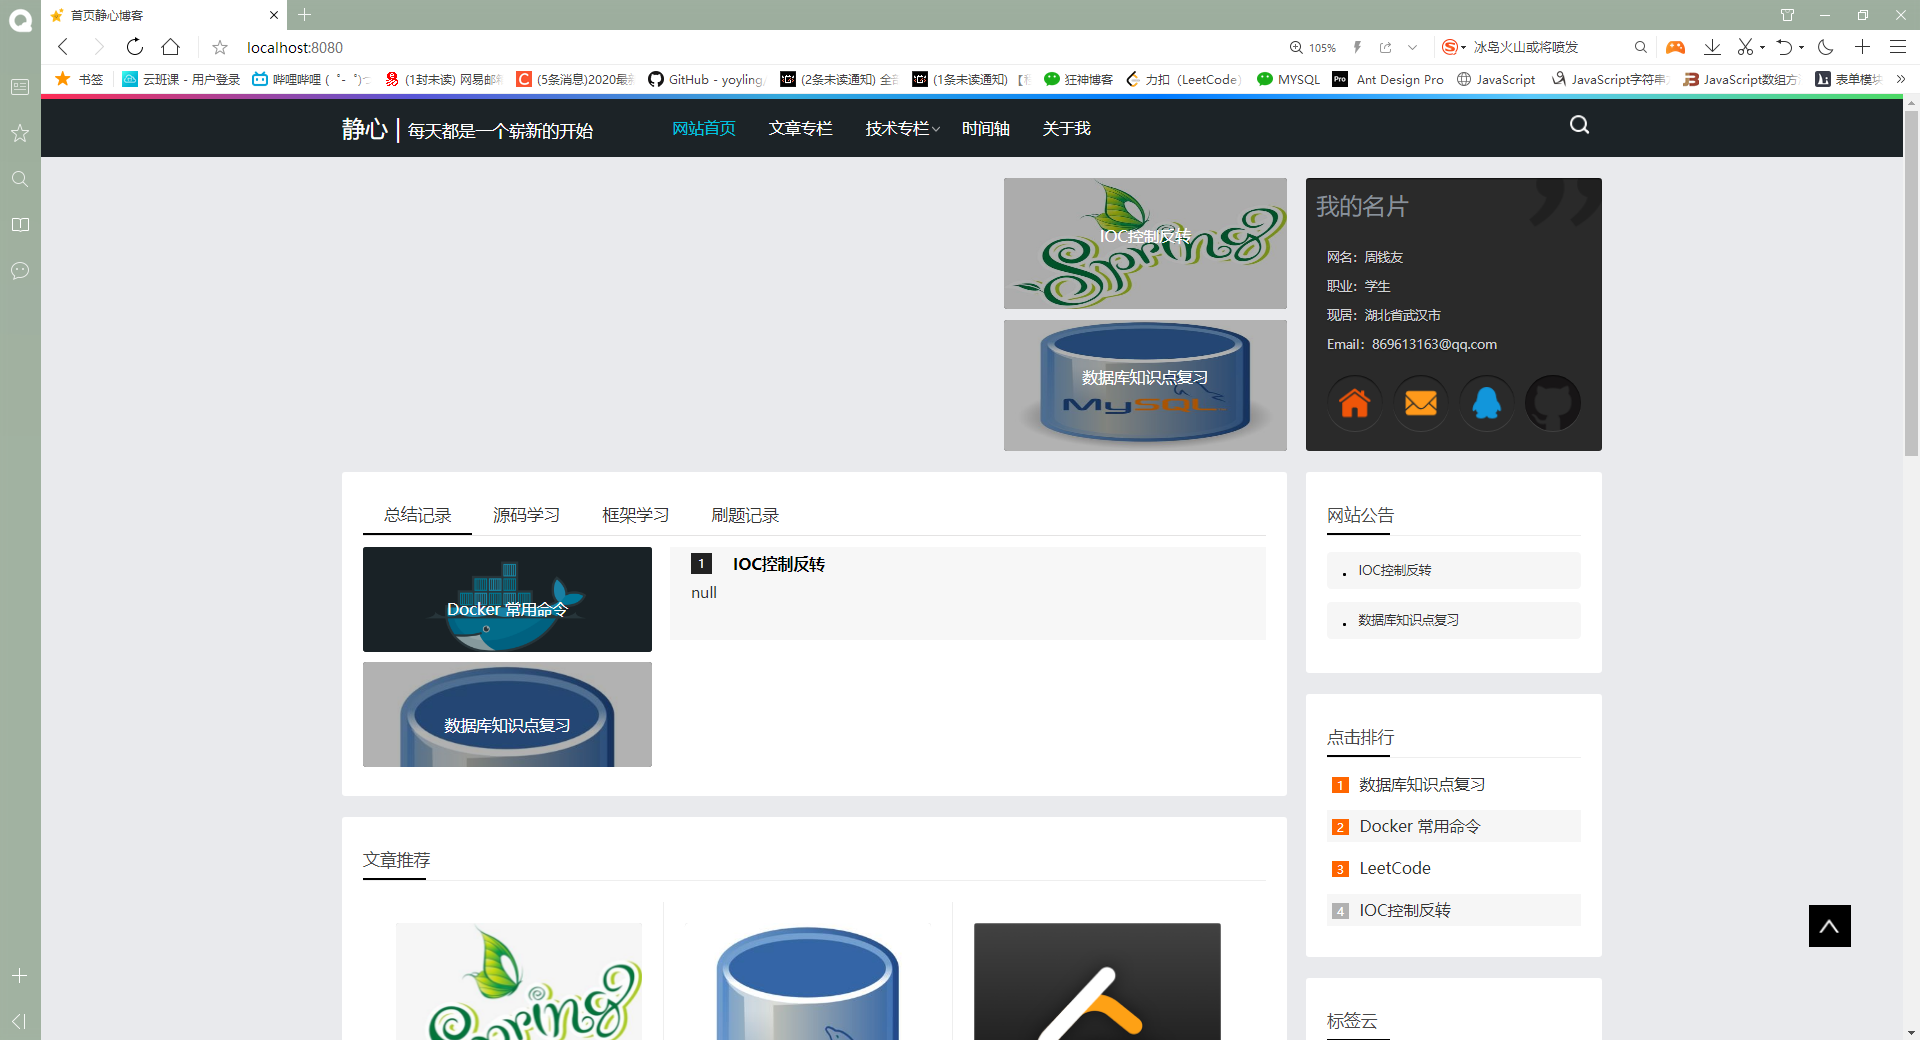 首页静心博客
localhost:8080
105%
冰岛火山或将喷发
书签
云班课 - 用户登录
哔哩哔哩 (゜-゜)つ
(1封未读) 网易邮
(5条消息)2020最新
GitHub - yoyling/
(2条未读通知) 全
(1条未读通知) 【
狂神博客
力扣 (LeetCode)
MYSQL
Pro
Ant Design Pro
JavaScript
JavaScript字符串
JavaScript数组方
表单模块
静心 | 每天都是一个崭新的开始
网站首页
文章专栏
技术专栏
时间轴
关于我
IOC控制反转
Spring
数据库知识点复习
MySQL
我的名片
网名：周钱友
职业：学生
现居：湖北省武汉市
Email：869613163@qq.com
总结记录
源码学习
框架学习
刷题记录
Docker 常用命令
数据库知识点复习
1 IOC控制反转
null
网站公告
IOC控制反转
数据库知识点复习
点击排行
1 数据库知识点复习
2 Docker 常用命令
3 LeetCode
4 IOC控制反转
文章推荐
Spring
标签云